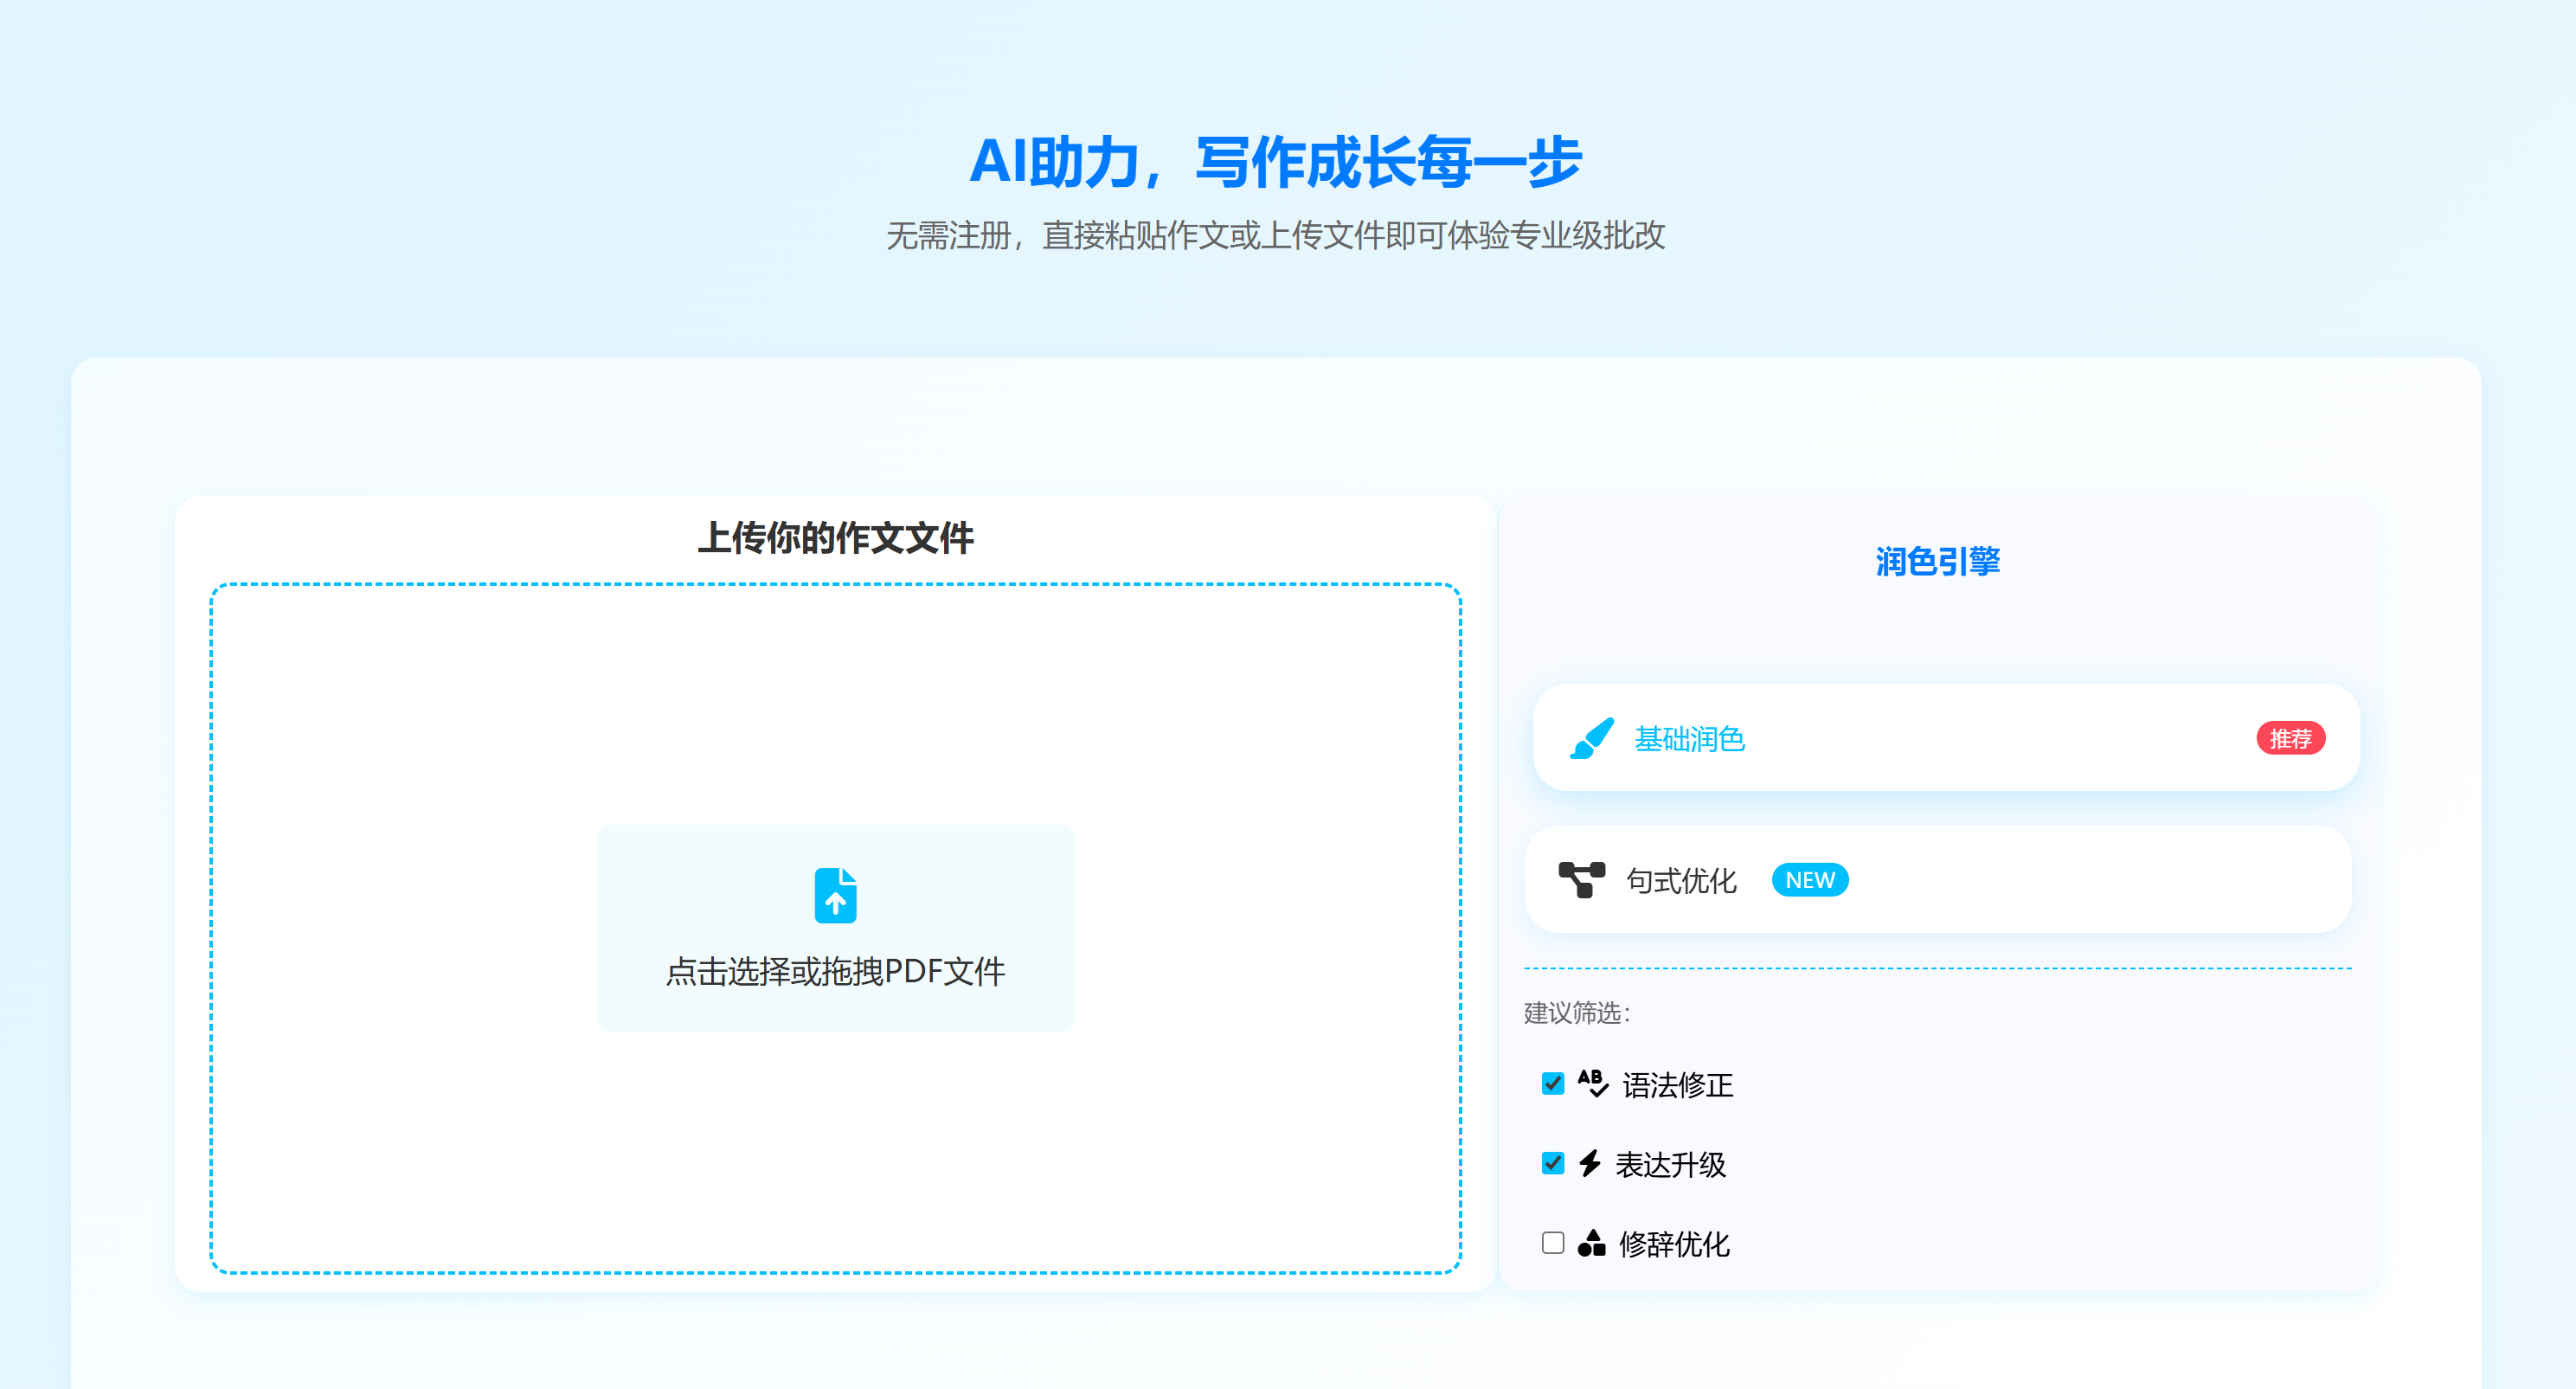 AI助力，写作成长每一步
无需注册，直接粘贴作文或上传文件即可体验专业级批改
上传你的作文文件
点击选择或拖拽PDF文件
润色引擎
基础润色 推荐
句式优化 NEW
建议筛选：
语法修正
表达升级
修辞优化